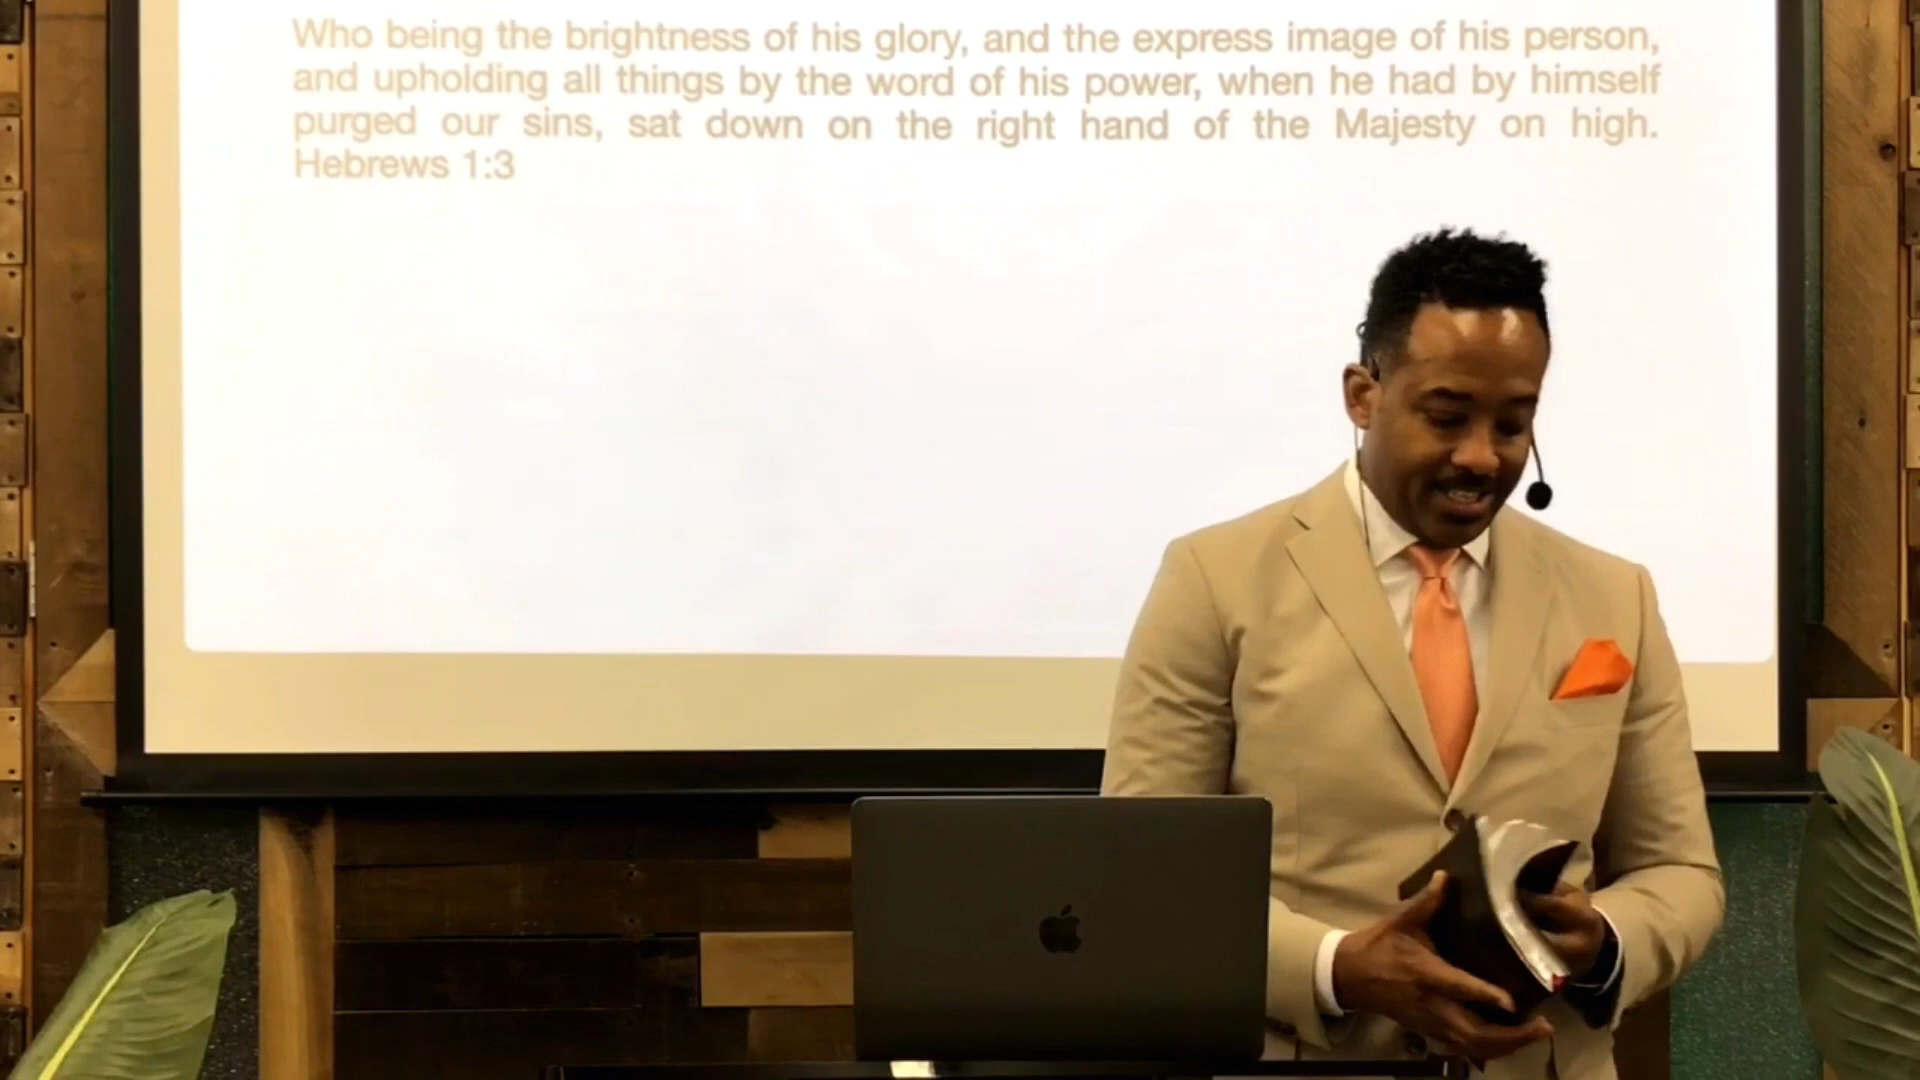 Who being the brightness of his glory, and the express image of his person,
and upholding all things by the word of his power, when he had by himself
purged our sins, sat down on the right hand of the Majesty on high.
Hebrews 1:3